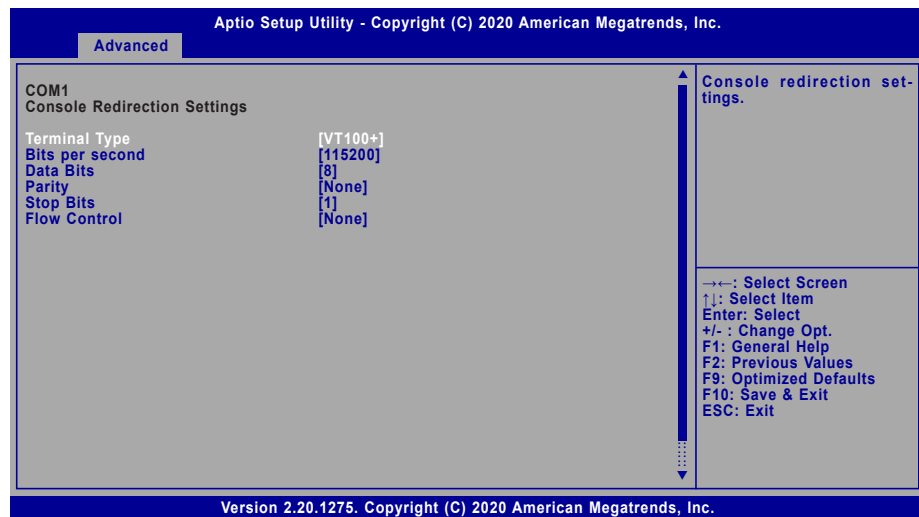 Aptio Setup Utility - Copyright (C) 2020 American Megatrends, Inc.
Advanced
COM1
Console Redirection Settings
Terminal Type [VT100+]
Bits per second [115200]
Data Bits [8]
Parity [None]
Stop Bits [1]
Flow Control [None]
Console redirection set-
tings.
→←: Select Screen
↑↓: Select Item
Enter: Select
+/- : Change Opt.
F1: General Help
F2: Previous Values
F9: Optimized Defaults
F10: Save & Exit
ESC: Exit
Version 2.20.1275. Copyright (C) 2020 American Megatrends, Inc.